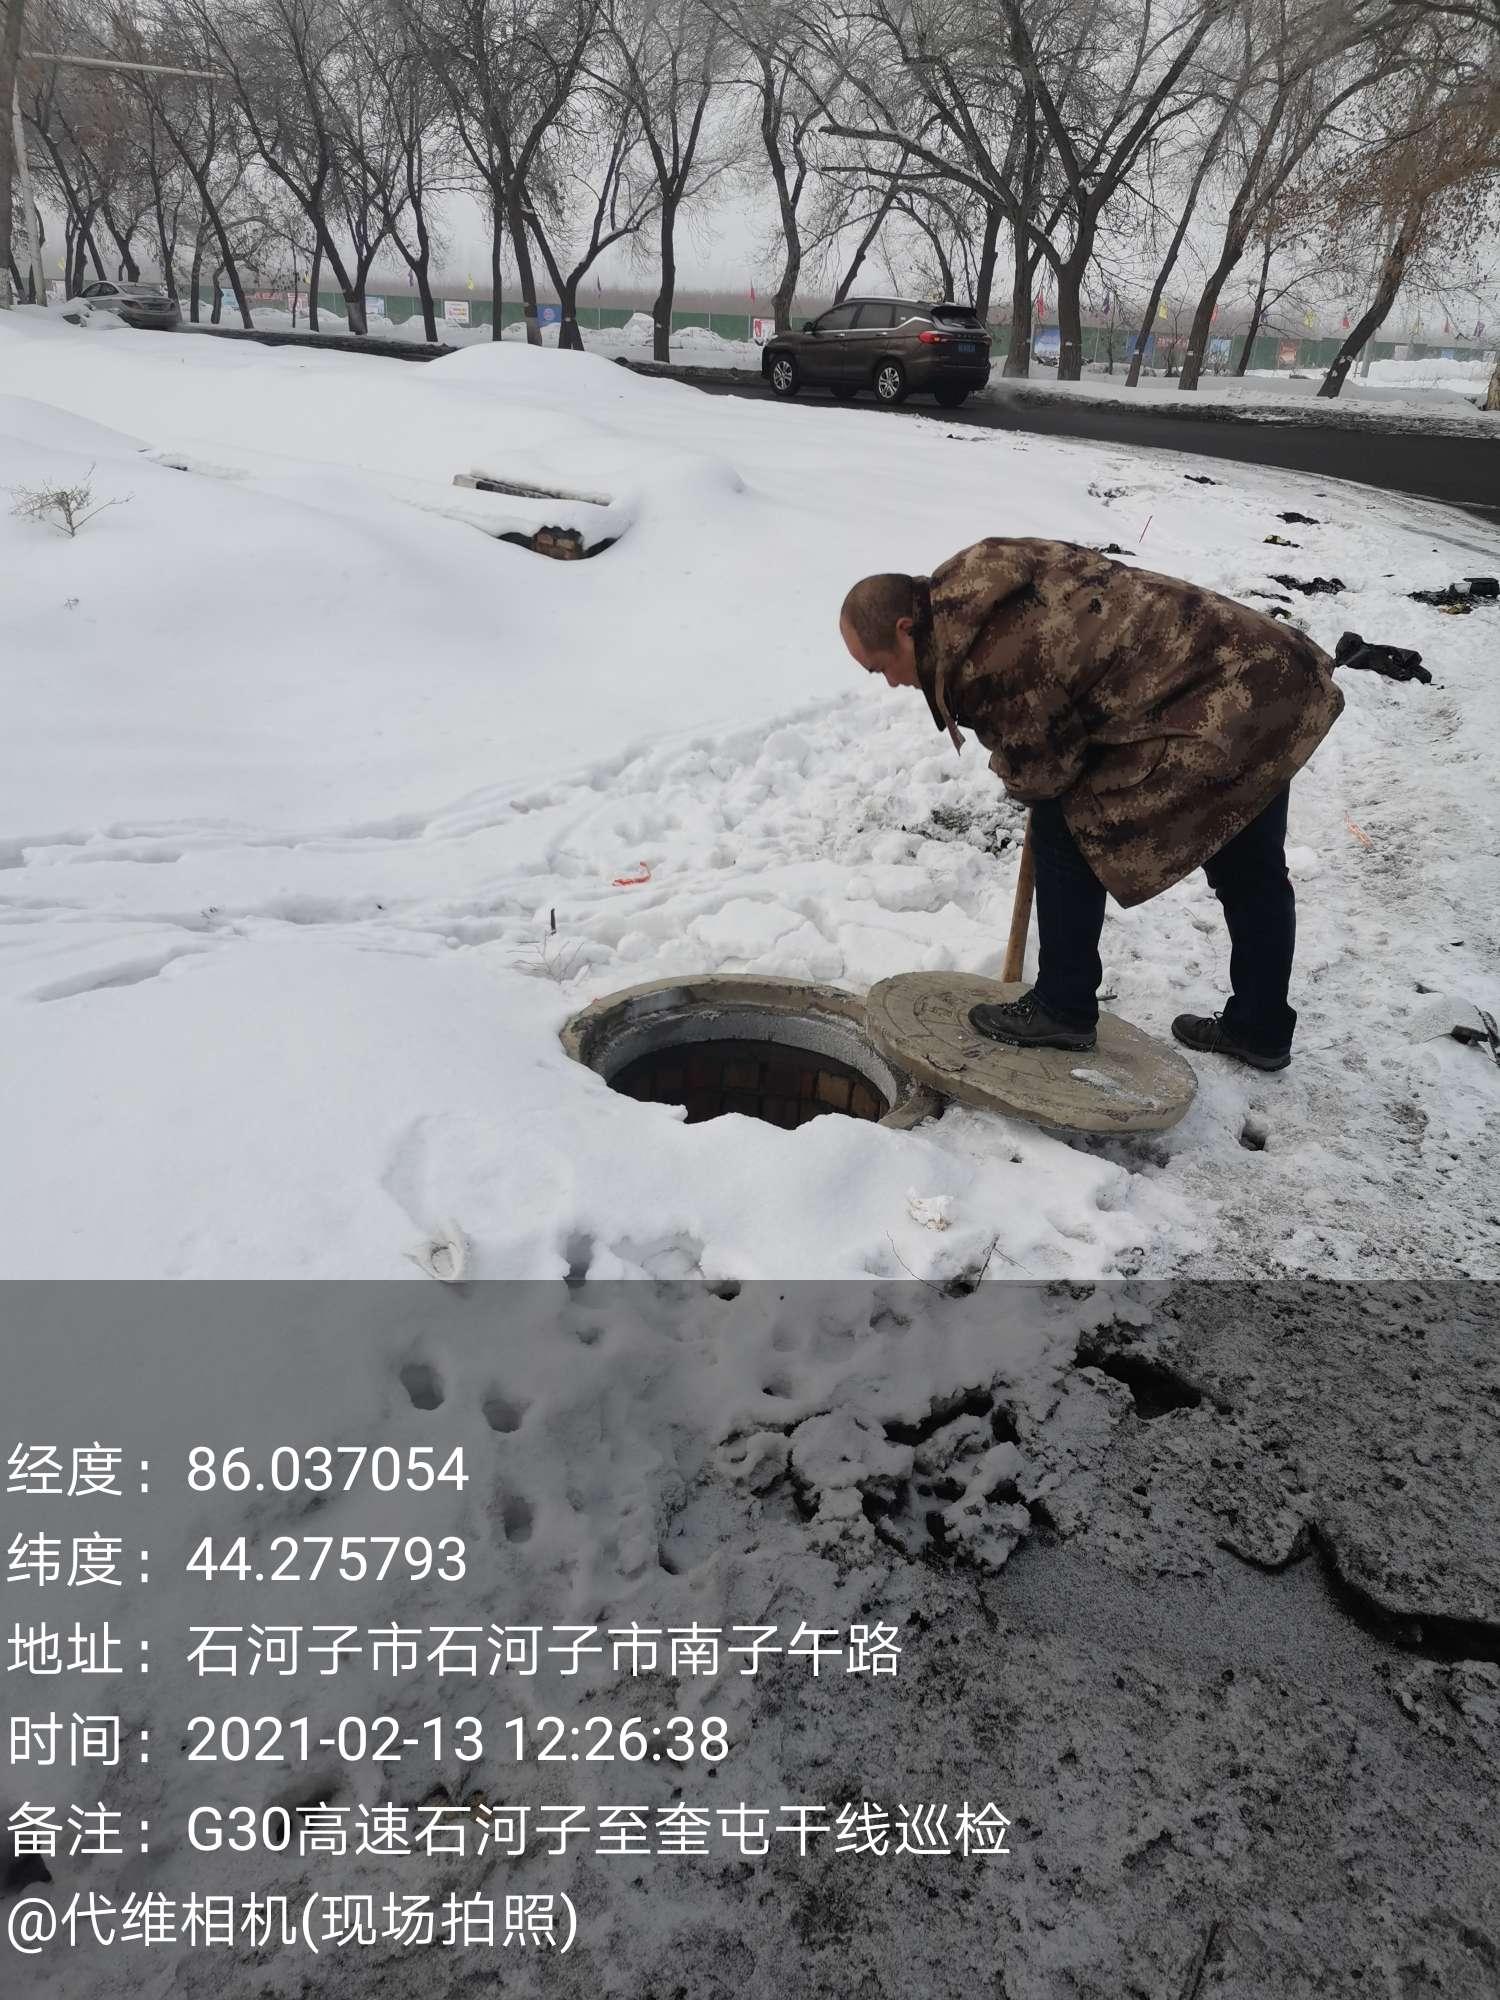 经度：86.037054
纬度：44.275793
地址：石河子市石河子市南子午路
时间：2021-02-13 12:26:38
备注：G30高速石河子至奎屯干线巡检
@代维相机(现场拍照)